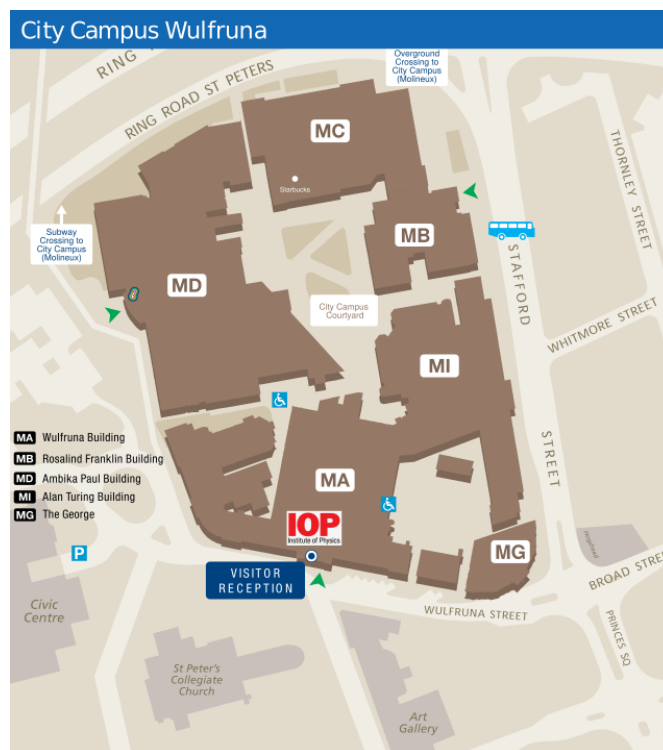 City Campus Wulfruna
RING
RING ROAD ST PETERS
Overground
Crossing to
City Campus
(Molineux)
MC
Starbucks
THORNLEY STREET
Subway
Crossing to
City Campus
(Molineux)
MB
STAFFORD
STREET
MD
City Campus
Courtyard
WHITMORE STREET
MI
MA Wulfruna Building
MB Rosalind Franklin Building
MD Ambika Paul Building
MI Alan Turing Building
MG The George
MA
IOP
Institute of Physics
MG
P
VISITOR
RECEPTION
BROAD STRE
WULFRUNA STREET
PRINCES SQ
Civic
Centre
St Peter's
Collegiate
Church
Art
Gallery